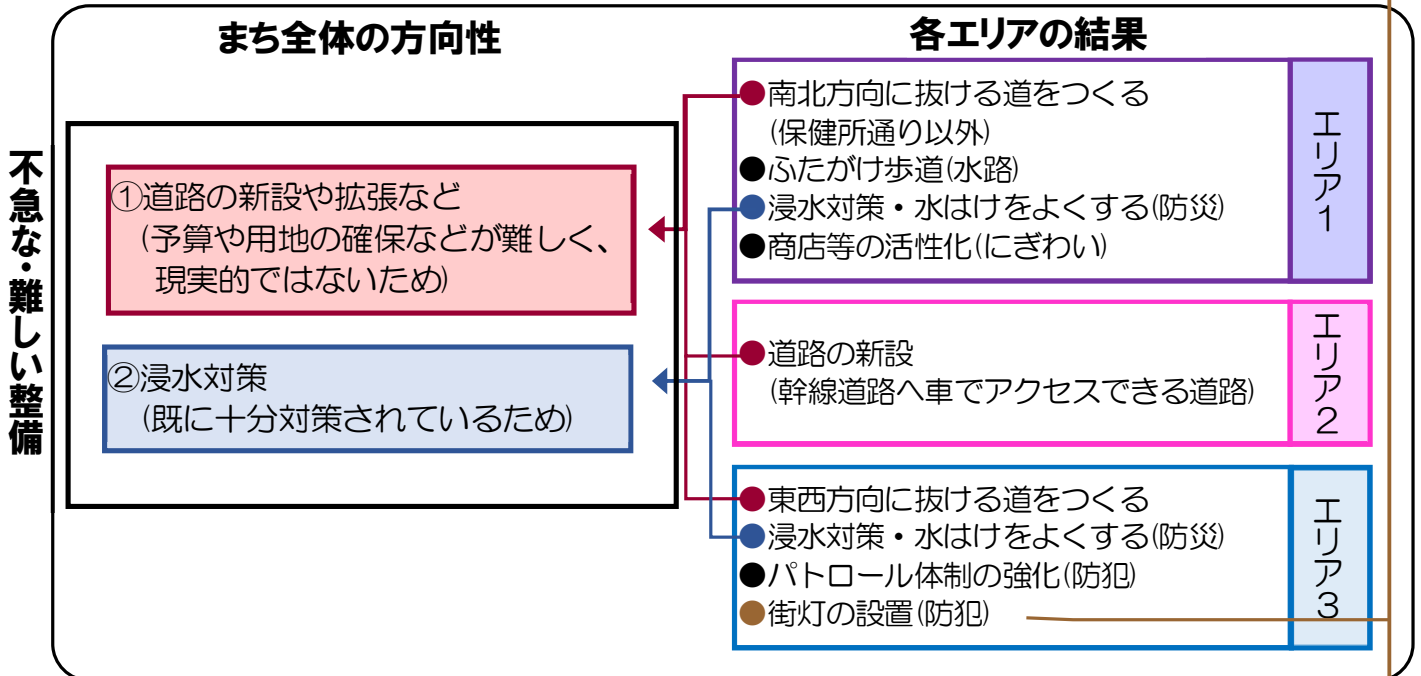 不急な・難しい整備
まち全体の方向性
①道路の新設や拡張など
(予算や用地の確保などが難しく、
現実的ではないため)
②浸水対策
(既に十分対策されているため)
各エリアの結果
●南北方向に抜ける道をつくる
(保健所通り以外)
●ふたがけ歩道(水路)
●浸水対策・水はけをよくする(防災)
●商店等の活性化(にぎわい)
エリア1
●道路の新設
(幹線道路へ車でアクセスできる道路)
エリア2
●東西方向に抜ける道をつくる
●浸水対策・水はけをよくする(防災)
●パトロール体制の強化(防犯)
●街灯の設置(防犯)
エリア3